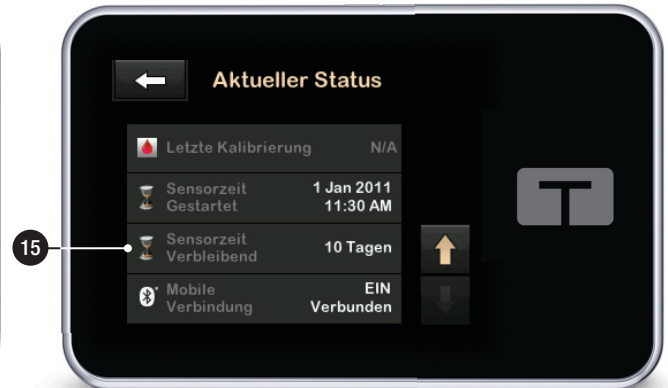 Aktueller Status
Letzte Kalibrierung N/A
Sensorzeit 1 Jan 2011
Gestartet 11:30 AM
15
Sensorzeit
Verbleibend 10 Tagen
Mobile EIN
Verbindung Verbunden
T